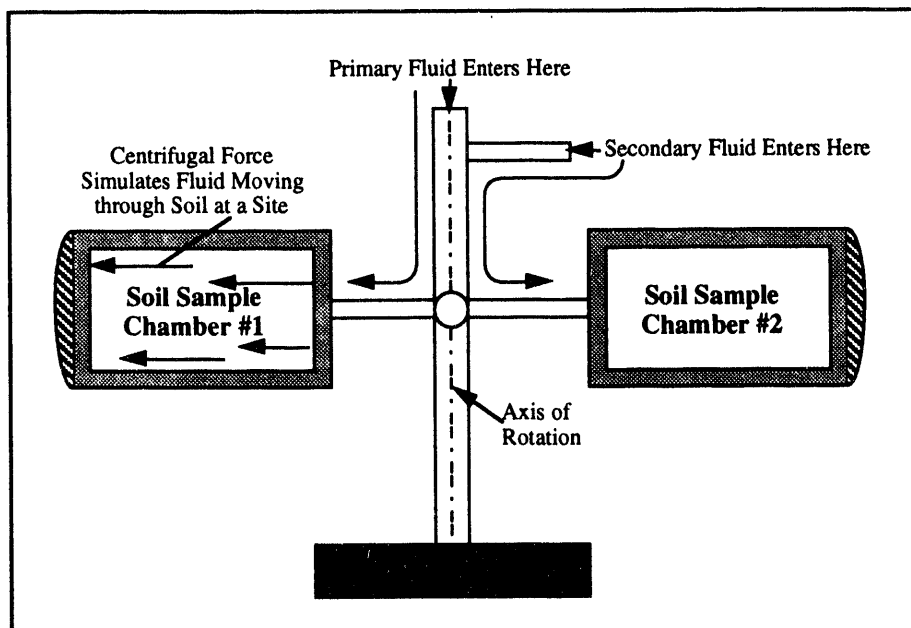 Primary Fluid Enters Here
Secondary Fluid Enters Here
Centrifugal Force
Simulates Fluid Moving
through Soil at a Site
Soil Sample
Chamber #1
Soil Sample
Chamber #2
Axis of
Rotation